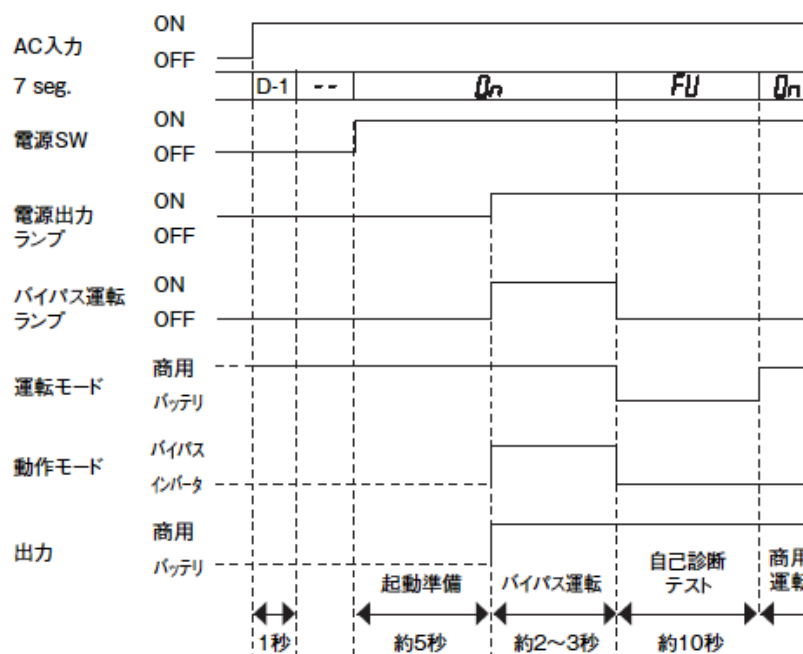 ON
AC入力
OFF
7 seg. D-1 -- On FU On
ON
電源SW
OFF
ON
電源出力
ランプ
OFF
ON
バイパス運転
ランプ
OFF
商用
運転モード
バッテリ
バイパス
動作モード
インバータ
商用
出力
バッテリ
起動準備 バイパス運転 自己診断
テスト
商用
運転
1秒 約5秒 約2～3秒 約10秒